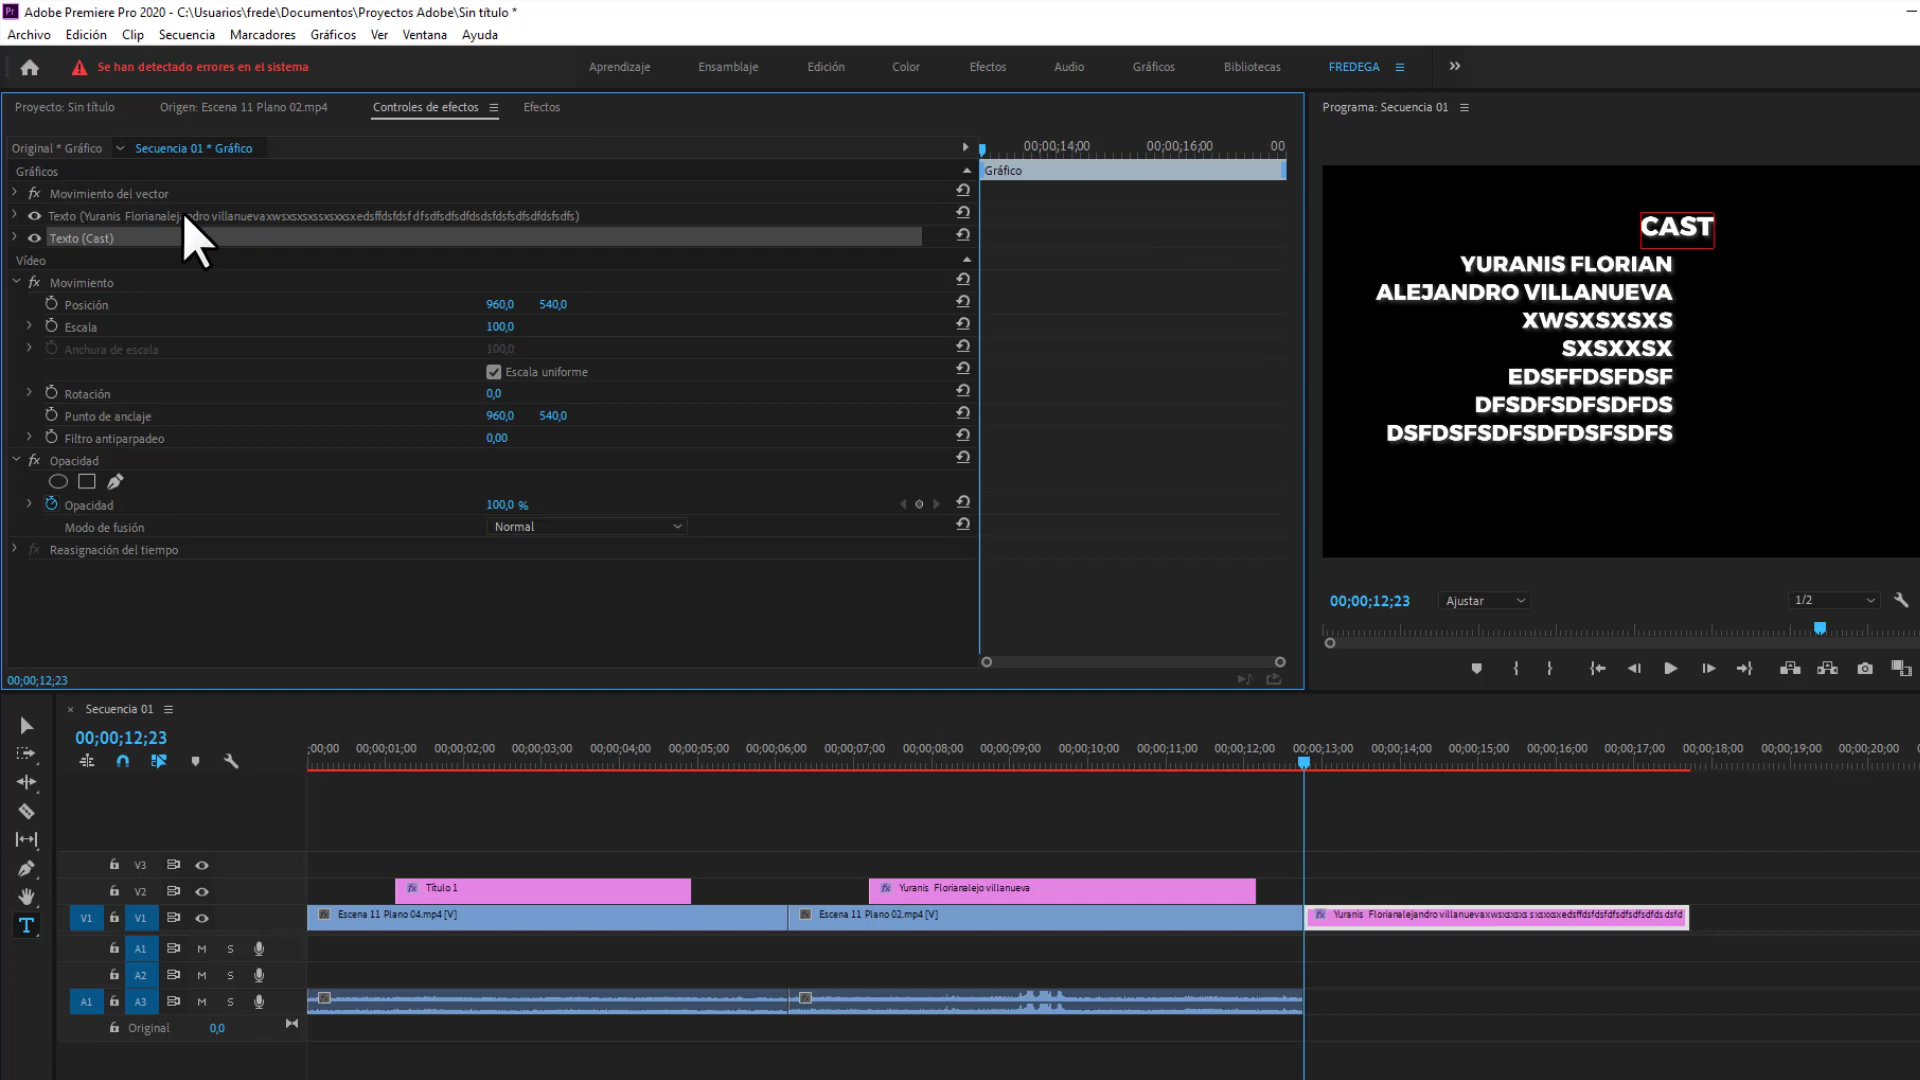 Adobe Premiere Pro 2020 - C:\Usuarios\frede\Documentos\Proyectos Adobe\Sin título *
Archivo Edición Clip Secuencia Marcadores Gráficos Ver Ventana Ayuda
Se han detectado errores en el sistema
Aprendizaje Ensamblaje Edición Color Efectos Audio Gráficos Bibliotecas FREDEGA
Proyecto: Sin título Origen: Escena 11 Plano 02.mp4 Controles de efectos Efectos
Programa: Secuencia 01
Original * Gráfico Secuencia 01 * Gráfico
00;00;14;00 00;00;16;00 00
Gráficos
Gráfico
Movimiento del vector
Texto (Yuranis Florianalejandro villanuevaxwsxsxsxssxsxxsxedsffdsfdsf dfsdfsdfsdfdsdsfdsfsdfsdfdsfsdfs)
Texto (Cast)
Vídeo
Movimiento
Posición 960,0 540,0
Escala 100,0
Anchura de escala 100,0
Escala uniforme
Rotación 0,0
Punto de anclaje 960,0 540,0
Filtro antiparpadeo 0,00
Opacidad
Opacidad 100,0 %
Modo de fusión Normal
Reasignación del tiempo
00;00;12;23
CAST
YURANIS FLORIAN
ALEJANDRO VILLANUEVA
XWSXSXSXS
SXSXXSX
EDSFFDSFDSF
DFSDFSDFSDFDS
DSFDSFSDFSDFDSFSDFS
00;00;12;23 Ajustar 1/2
Secuencia 01
00;00;12;23
;00;00 00;00;01;00 00;00;02;00 00;00;03;00 00;00;04;00 00;00;05;00 00;00;06;00 00;00;07;00 00;00;08;00 00;00;09;00 00;00;10;00 00;00;11;00 00;00;12;00 00;00;13;00 00;00;14;00 00;00;15;00 00;00;16;00 00;00;17;00 00;00;18;00 00;00;19;00 00;00;20;00
V3
V2 Título 1 Yuranis Florianalejo villanueva
V1 V1 Escena 11 Plano 04.mp4 [V] Escena 11 Plano 02.mp4 [V] Yuranis Florianalejandro
A1 M S
A2 M S
A1 A3 M S
Original 0,0